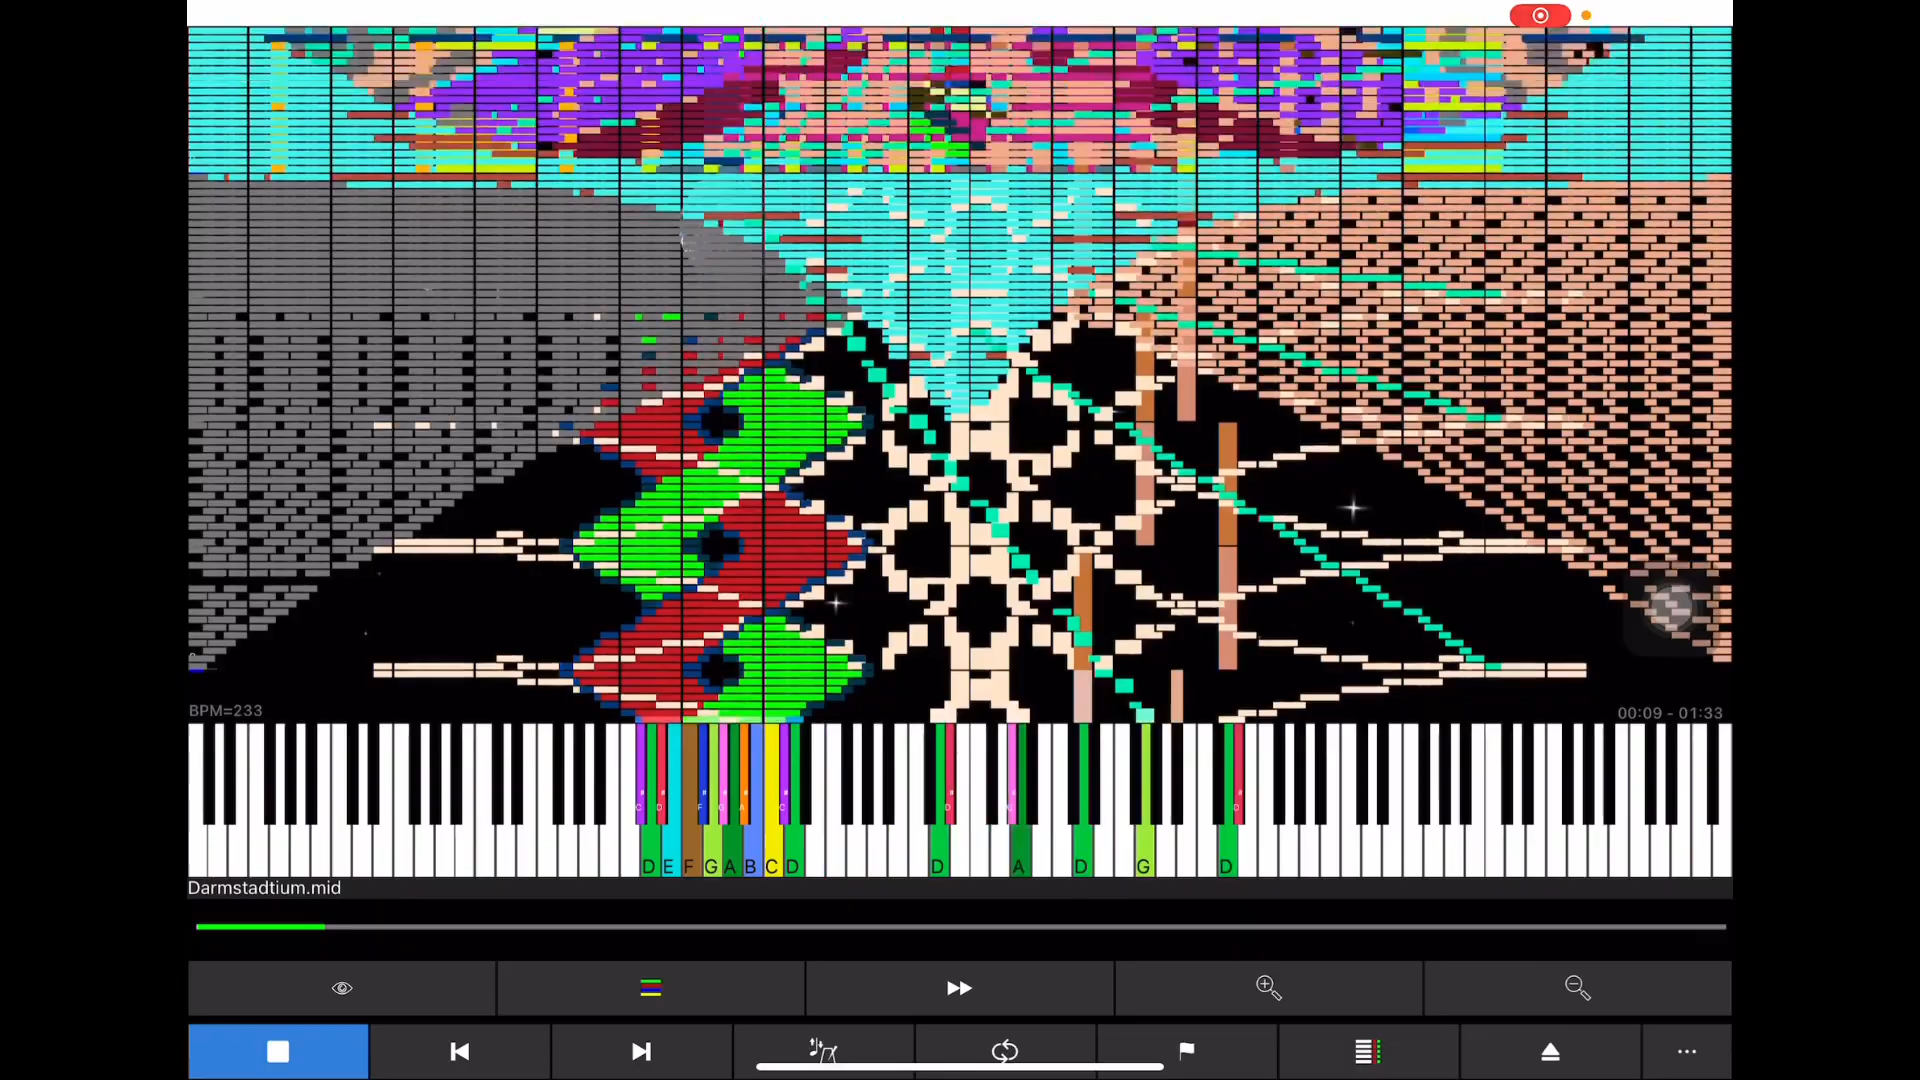 BPM=233
00:09 - 01:33
# # # # # # # # #
C D F G A C D G D
D E F G A B C D D A D G D
Darmstadtium.mid